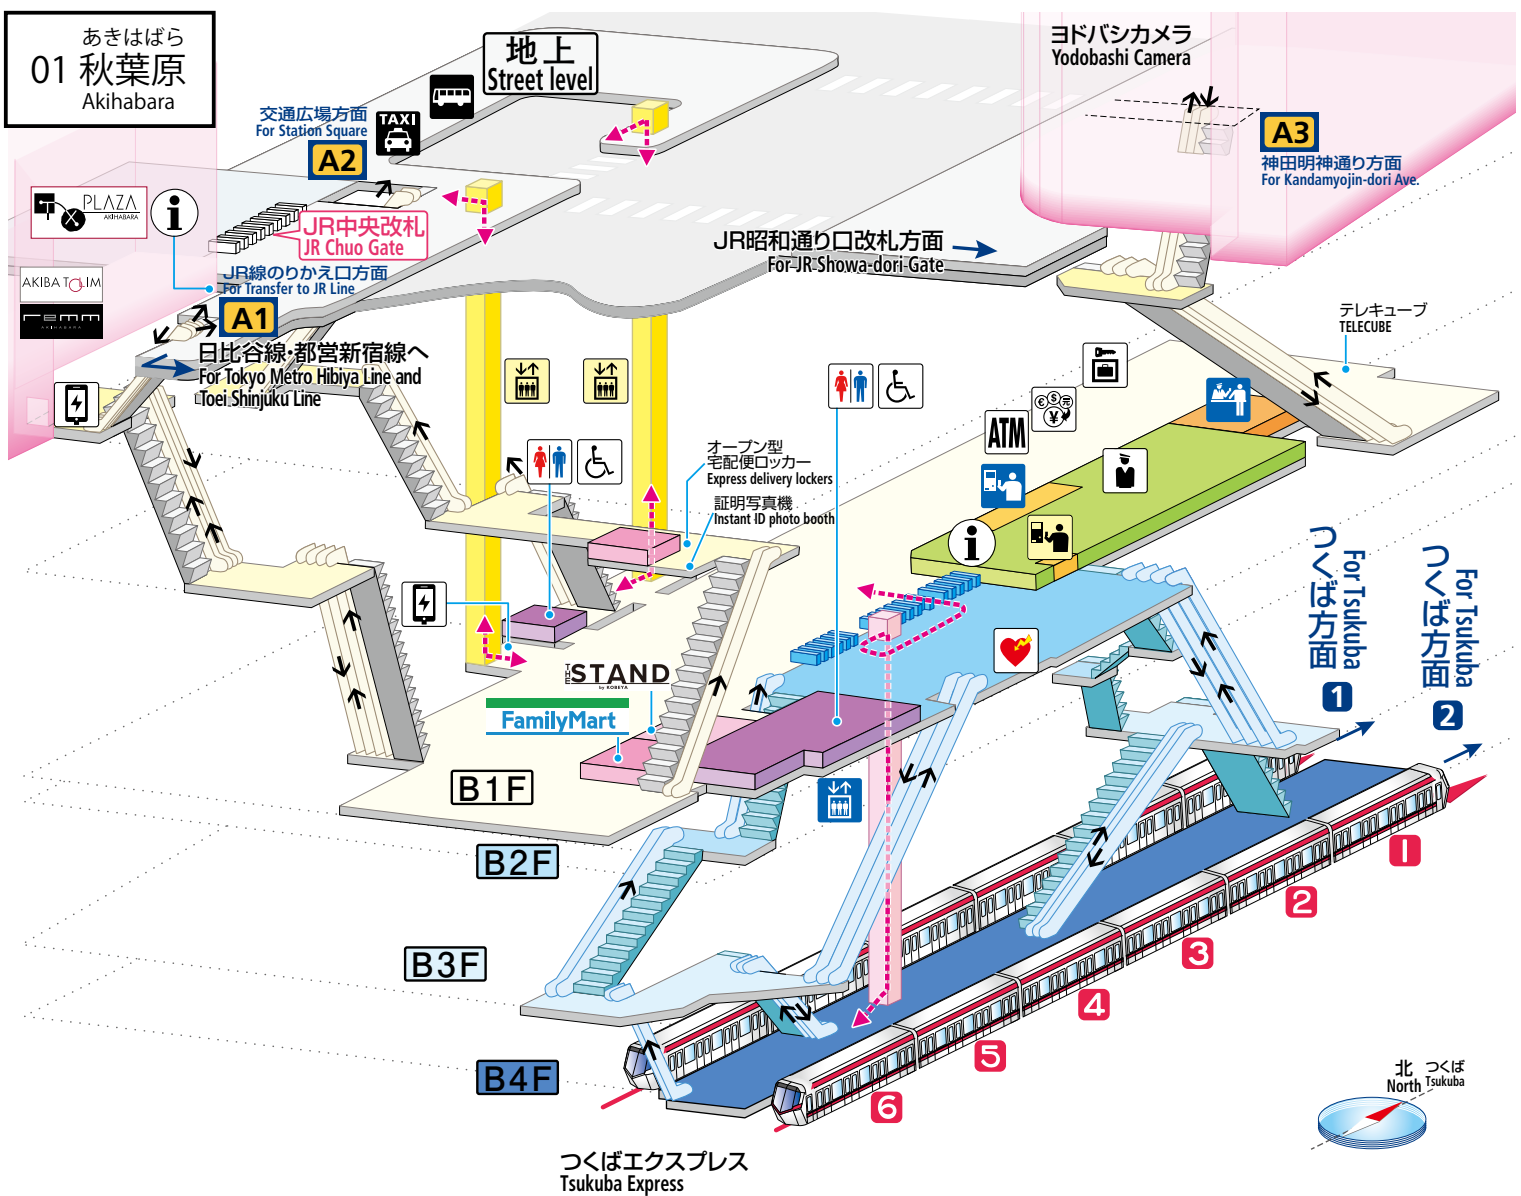 あきはばら
01 秋葉原
Akihabara
地上
Street level
交通広場方面
For Station Square
A2
TAXI
ヨドバシカメラ
Yodobashi Camera
A3
神田明神通り方面
For Kandamyojin-dori Ave.
PLAZA
AKIHABARA
i
JR中央改札
JR Chuo Gate
JR昭和通り口改札方面
For JR Showa-dori Gate
AKIBA TOLIM
remm
AKIHABARA
JR線のりかえ口方面
For Transfer to JR Line
A1
日比谷線・都営新宿線へ
For Tokyo Metro Hibiya Line and
Toei Shinjuku Line
テレキューブ
TELECUBE
€ $ 元
¥
ATM
オープン型
宅配便ロッカー
Express delivery lockers
証明写真機
Instant ID photo booth
i
THE STAND
by KOBEYA
FamilyMart
B1F
B2F
B3F
B4F
つくば方面
For Tsukuba
1
つくば方面
For Tsukuba
2
1
2
3
4
5
6
つくばエクスプレス
Tsukuba Express
北
North
つくば
Tsukuba